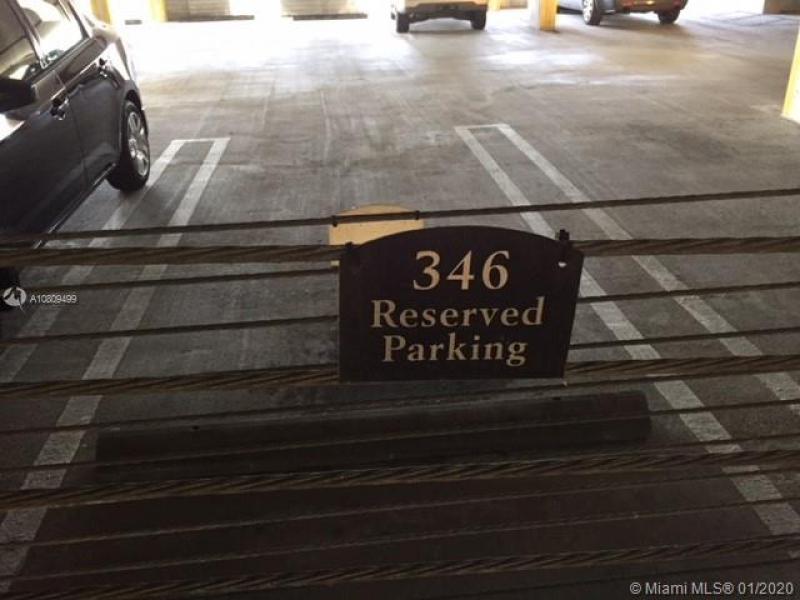 346
Reserved
Parking
A10809499
© Miami MLS® 01/2020